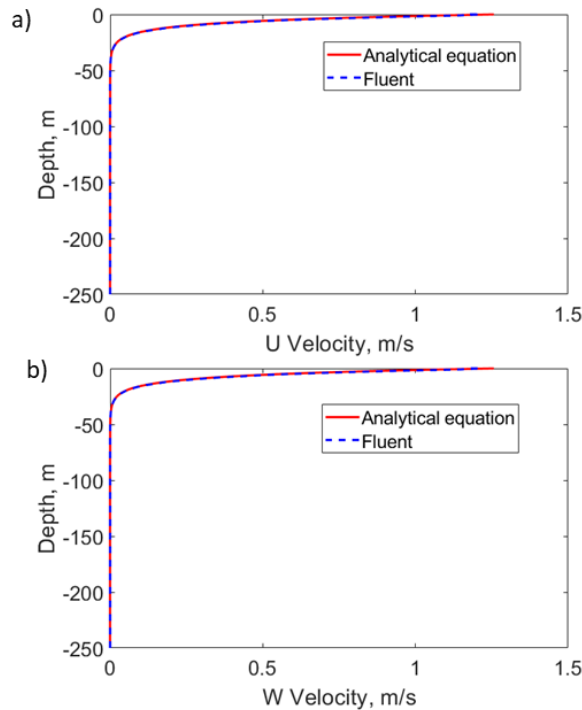 a)
0
-50
-100
-150
-200
-250
Depth, m
Analytical equation
Fluent
0 0.5 1 1.5
U Velocity, m/s
b)
0
-50
-100
-150
-200
-250
Depth, m
Analytical equation
Fluent
0 0.5 1 1.5
W Velocity, m/s